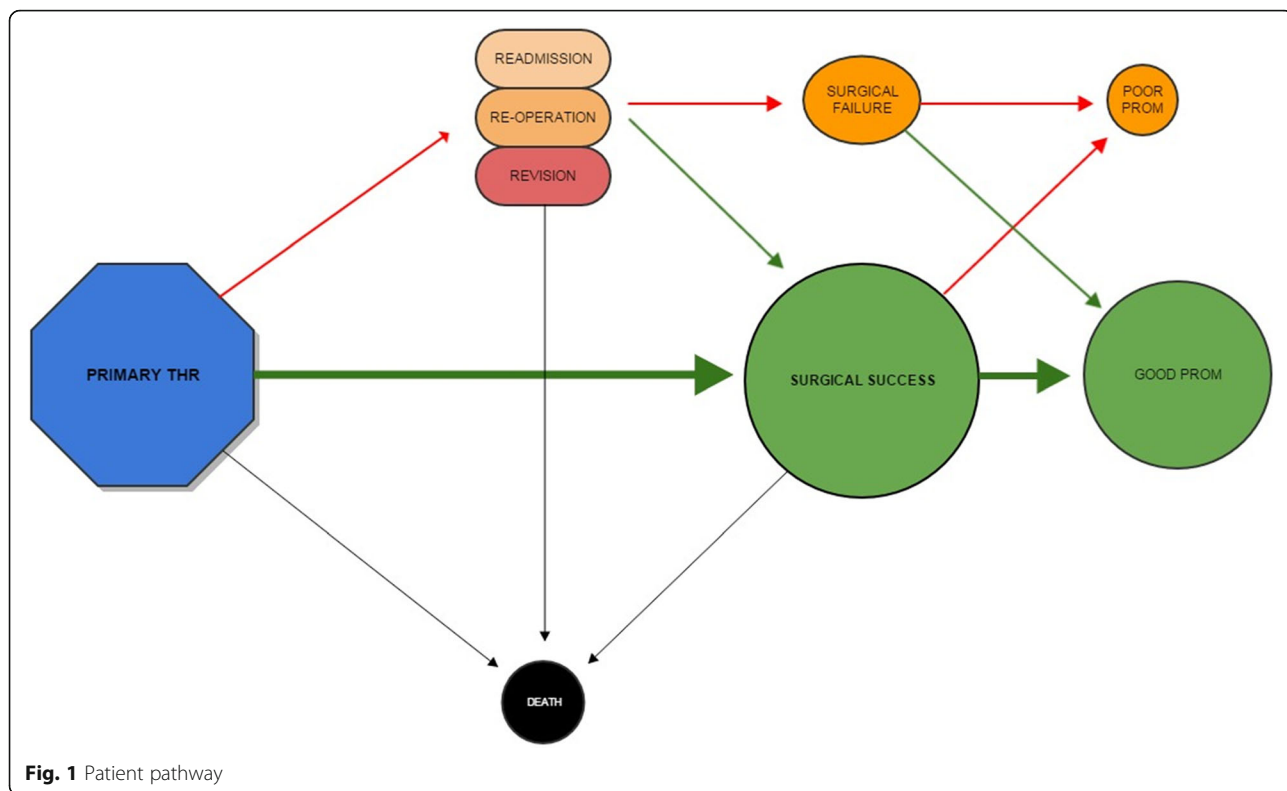 READMISSION
RE-OPERATION
REVISION
SURGICAL
FAILURE
POOR
PROM
PRIMARY THR
SURGICAL SUCCESS
GOOD PROM
DEATH
Fig. 1 Patient pathway